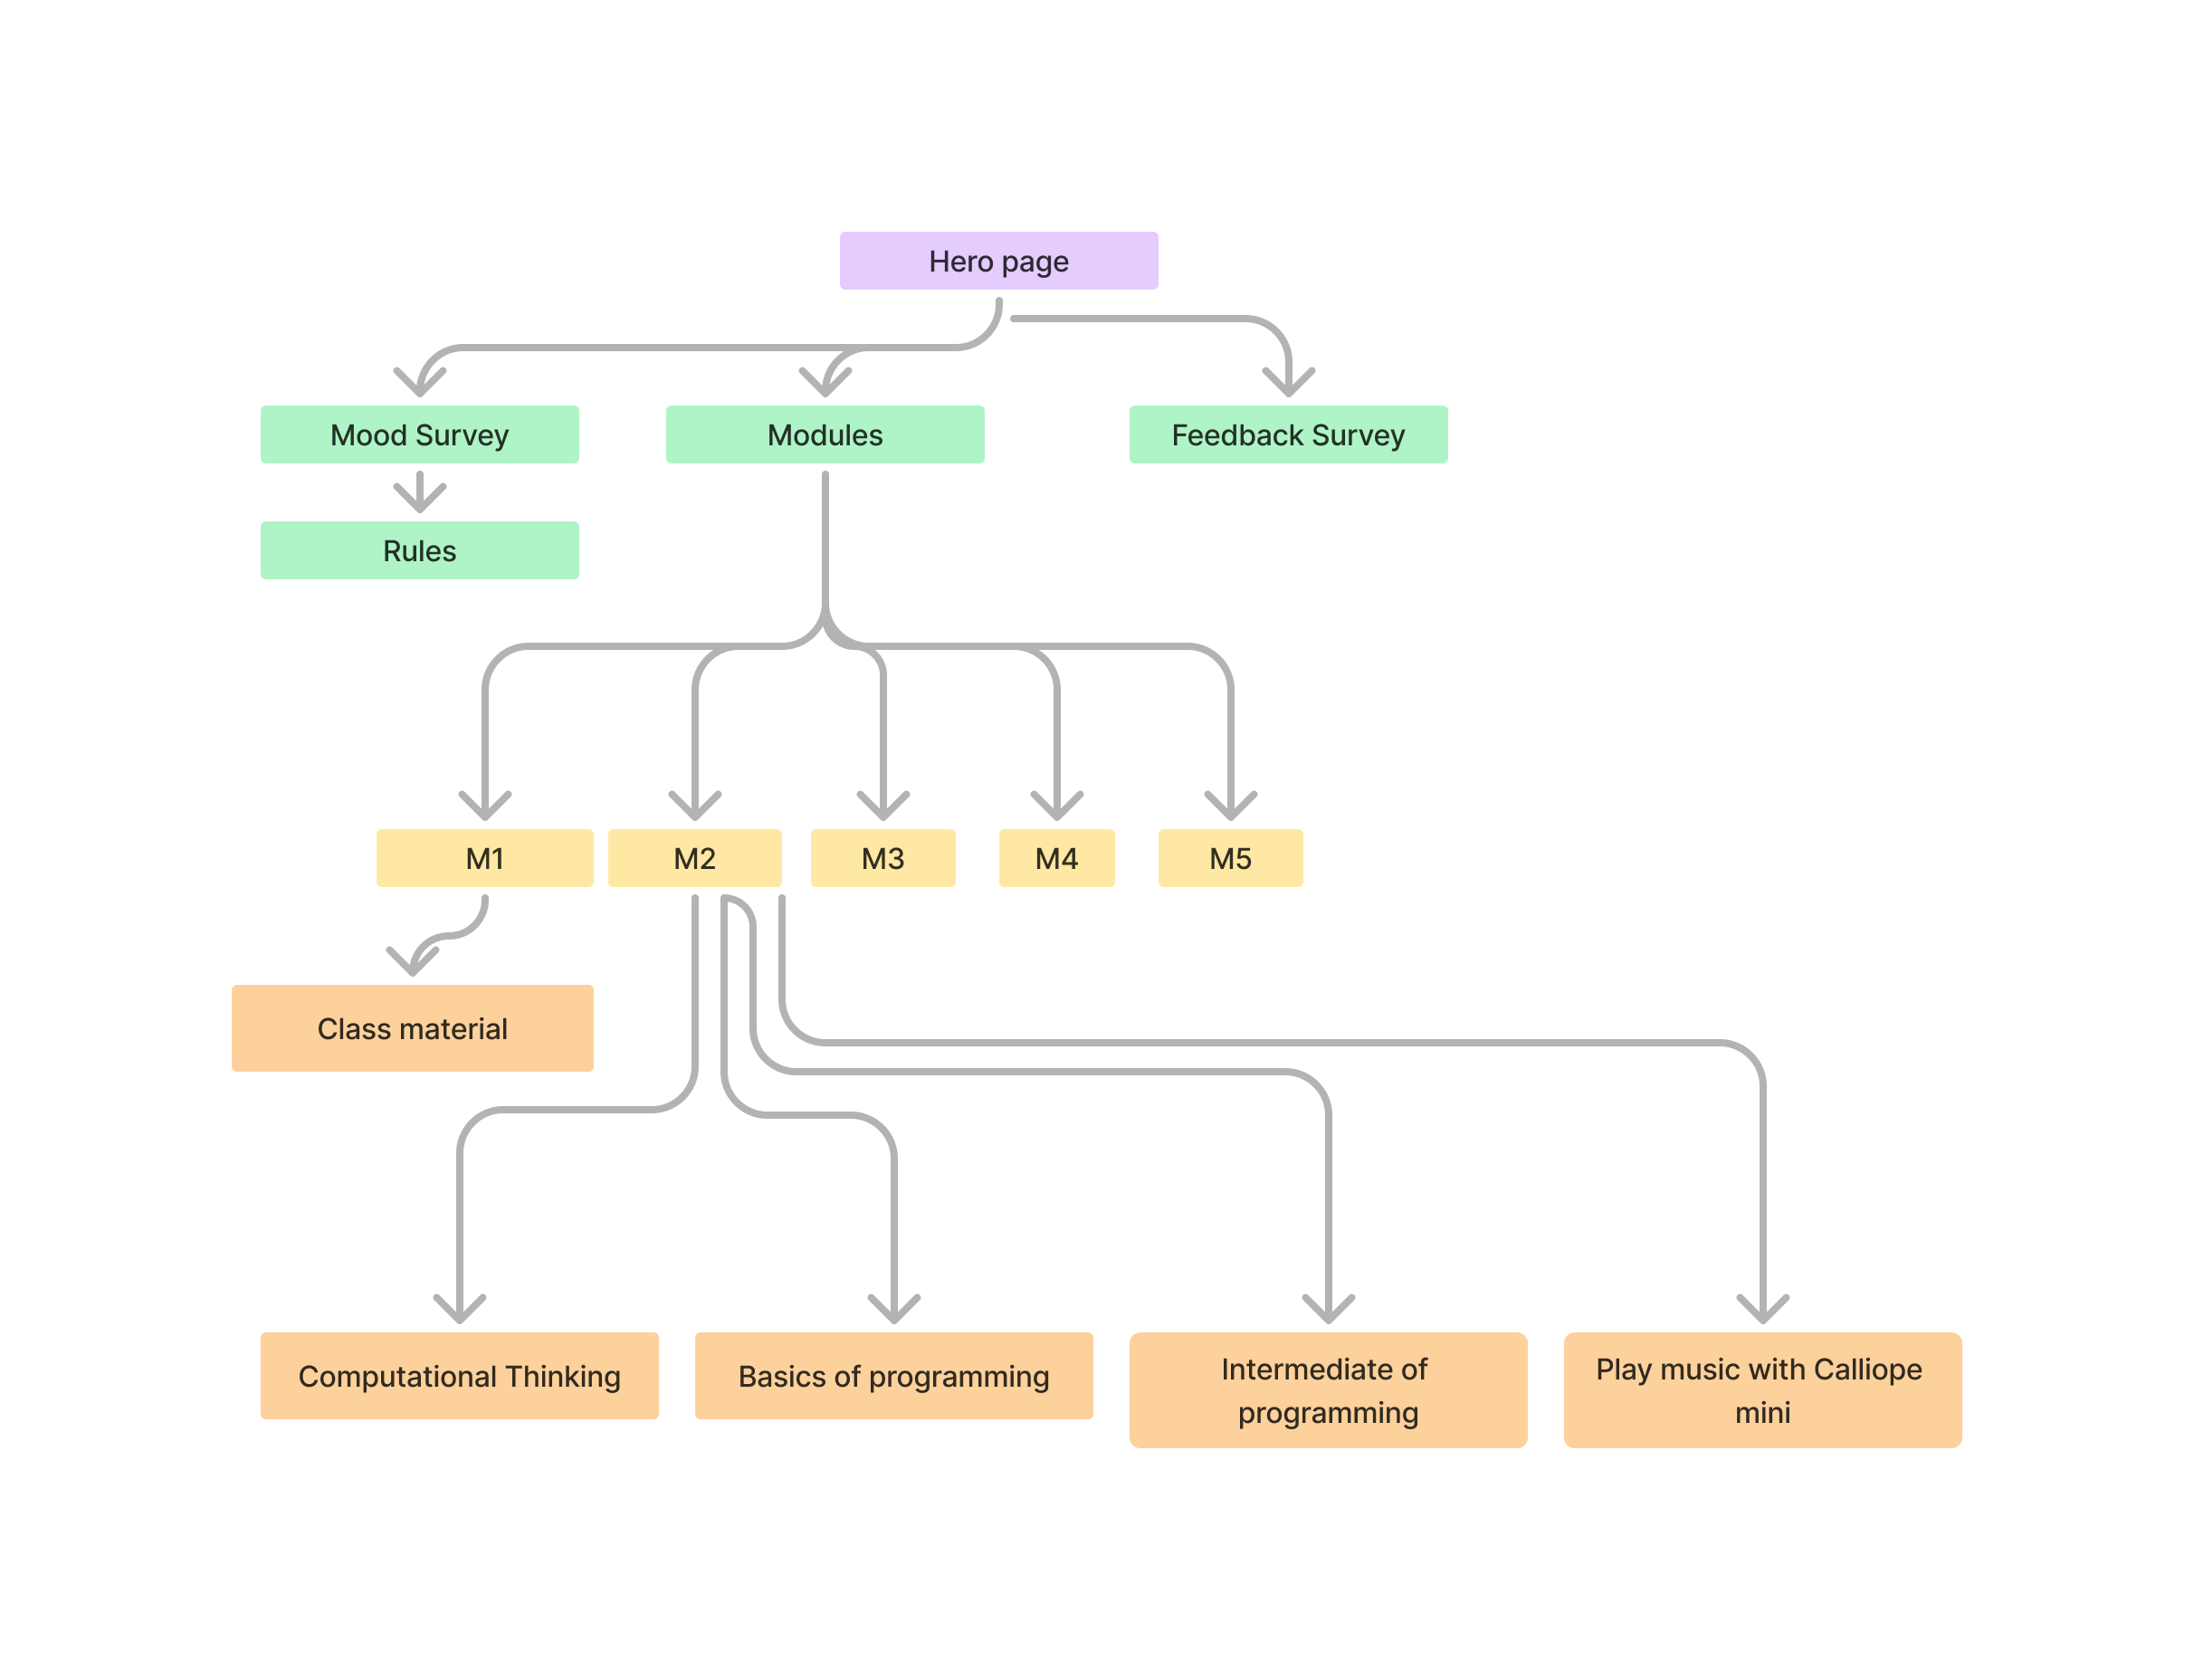 Hero page
Mood Survey
Modules
Feedback Survey
Rules
M1
M2
M3
M4
M5
Class material
Computational Thinking
Basics of programming
Intermediate of
programming
Play music with Calliope
mini